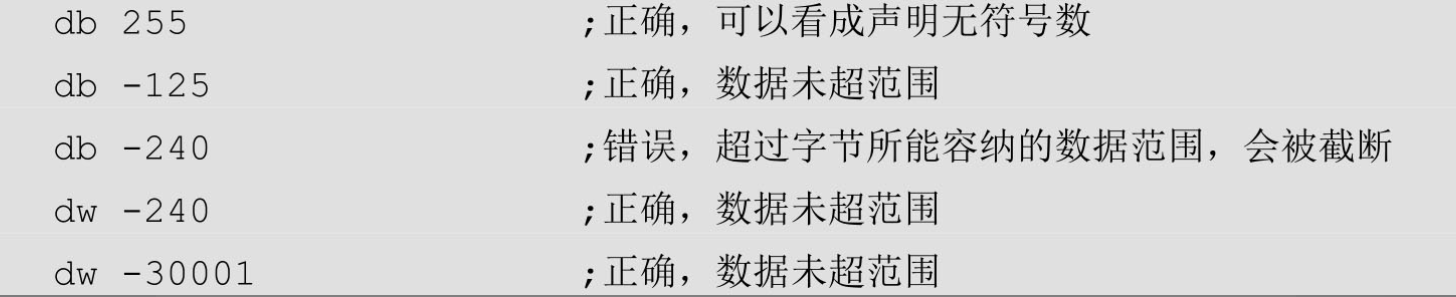 db 255 ;正确，可以看成声明无符号数
db -125 ;正确，数据未超范围
db -240 ;错误，超过字节所能容纳的数据范围，会被截断
dw -240 ;正确，数据未超范围
dw -30001 ;正确，数据未超范围